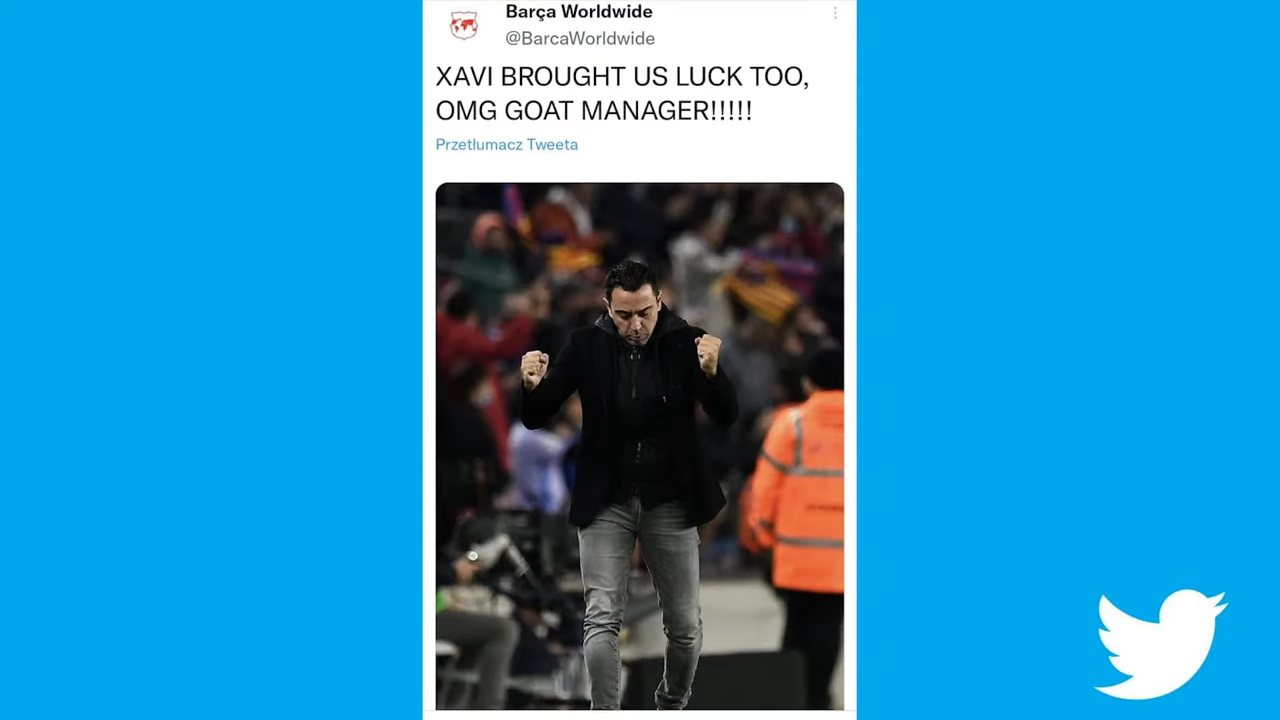 Barça Worldwide
@BarcaWorldwide
XAVI BROUGHT US LUCK TOO,
OMG GOAT MANAGER!!!!!
Przetłumacz Tweeta